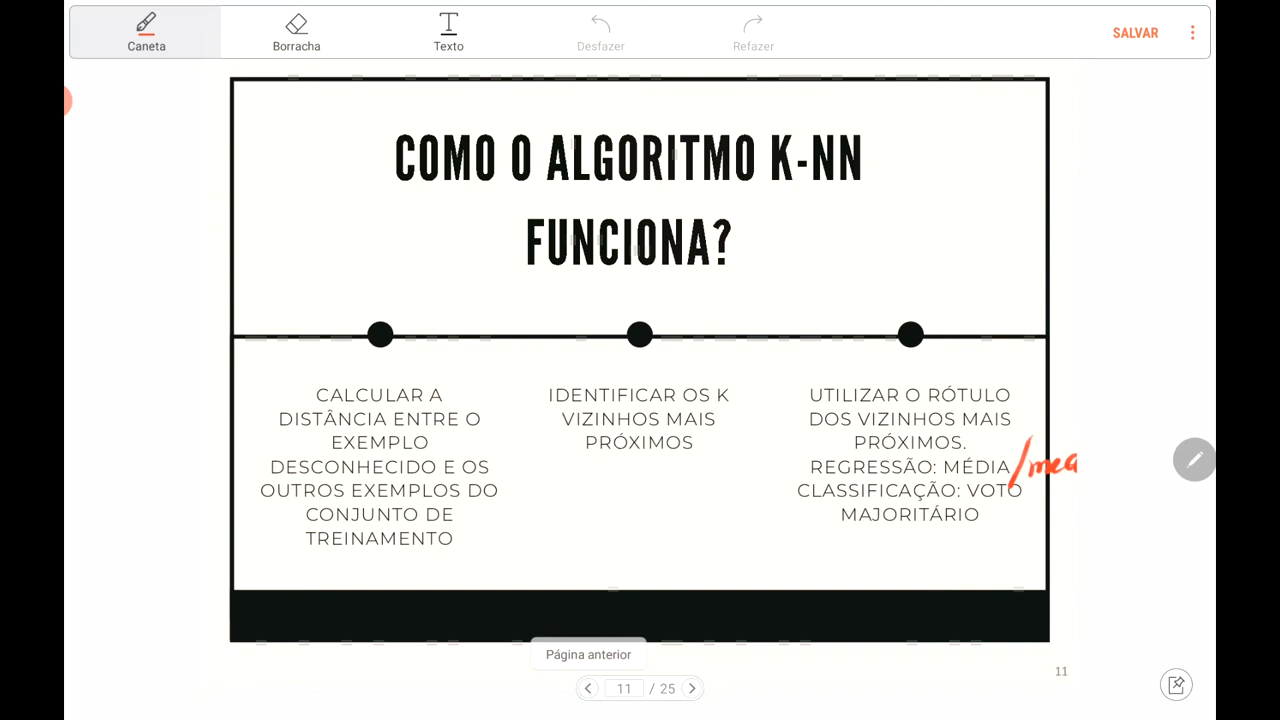 Caneta
Borracha
Texto
Desfazer
Refazer
SALVAR
COMO O ALGORITMO K-NN
FUNCIONA?
CALCULAR A
DISTÂNCIA ENTRE O
EXEMPLO
DESCONHECIDO E OS
OUTROS EXEMPLOS DO
CONJUNTO DE
TREINAMENTO
IDENTIFICAR OS K
VIZINHOS MAIS
PRÓXIMOS
UTILIZAR O RÓTULO
DOS VIZINHOS MAIS
PRÓXIMOS.
REGRESSÃO: MÉDIA /me
CLASSIFICAÇÃO: VOTO
MAJORITÁRIO
Página anterior
11 / 25
11